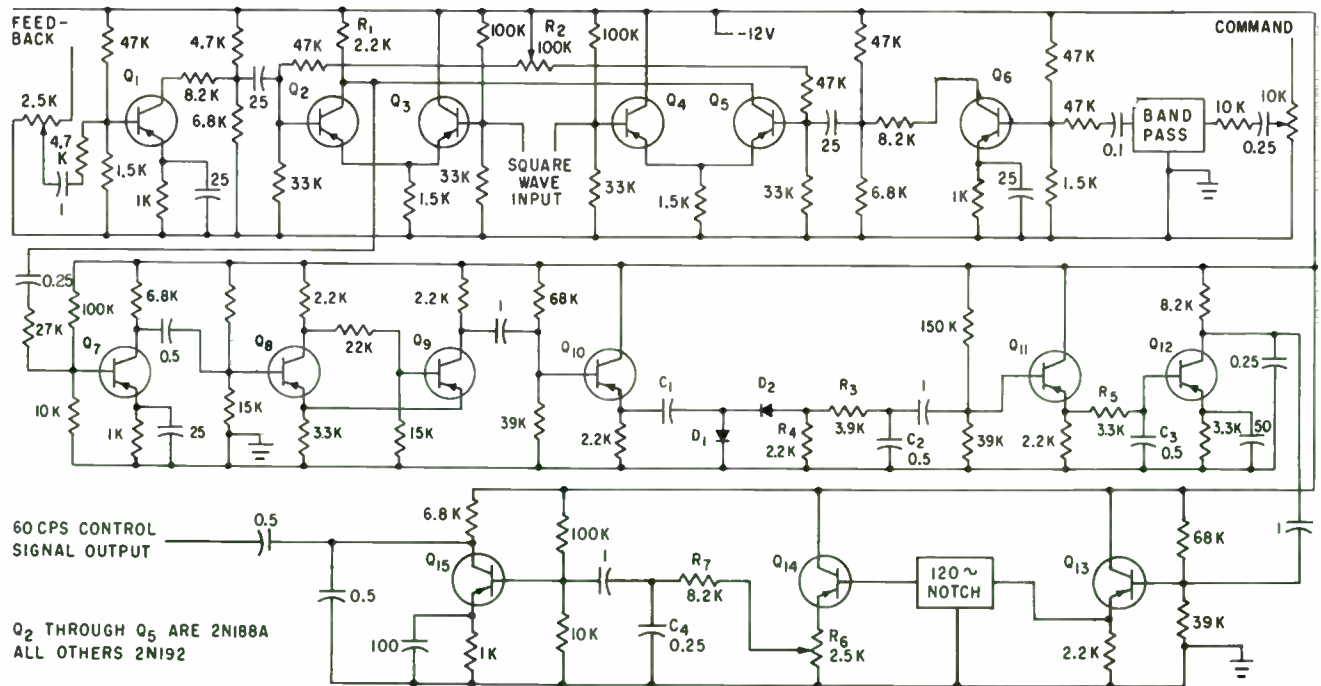 FEED-
BACK
47K
4.7K
R1
2.2K
100K
R2
100K
100K
-12V
47K
47K
COMMAND
Q1
8.2K
25
47K
Q2
Q3
Q4
Q5
47K
Q6
2.5K
4.7
K
6.8K
25
8.2K
47K
0.1
BAND
PASS
10K
0.25
10K
1
1.5K
1K
25
33K
1.5K
33K
SQUARE
WAVE
INPUT
33K
1.5K
33K
6.8K
1K
25
1.5K
0.25
27K
100K
6.8K
0.5
Q7
10K
1K
25
15K
Q8
2.2K
22K
3.3K
2.2K
Q9
15K
1
68K
Q10
39K
2.2K
C1
D1
D2
R3
3.9K
R4
2.2K
C2
0.5
1
150K
39K
Q11
2.2K
R5
3.3K
C3
0.5
Q12
8.2K
3.3K
50
0.25
60 CPS CONTROL
SIGNAL OUTPUT
0.5
0.5
6.8K
Q15
100
1K
100K
10K
1
R7
8.2K
C4
0.25
Q14
R6
2.5K
120~
NOTCH
Q13
2.2K
68K
39K
1
Q2 THROUGH Q5 ARE 2N188A
ALL OTHERS 2N192